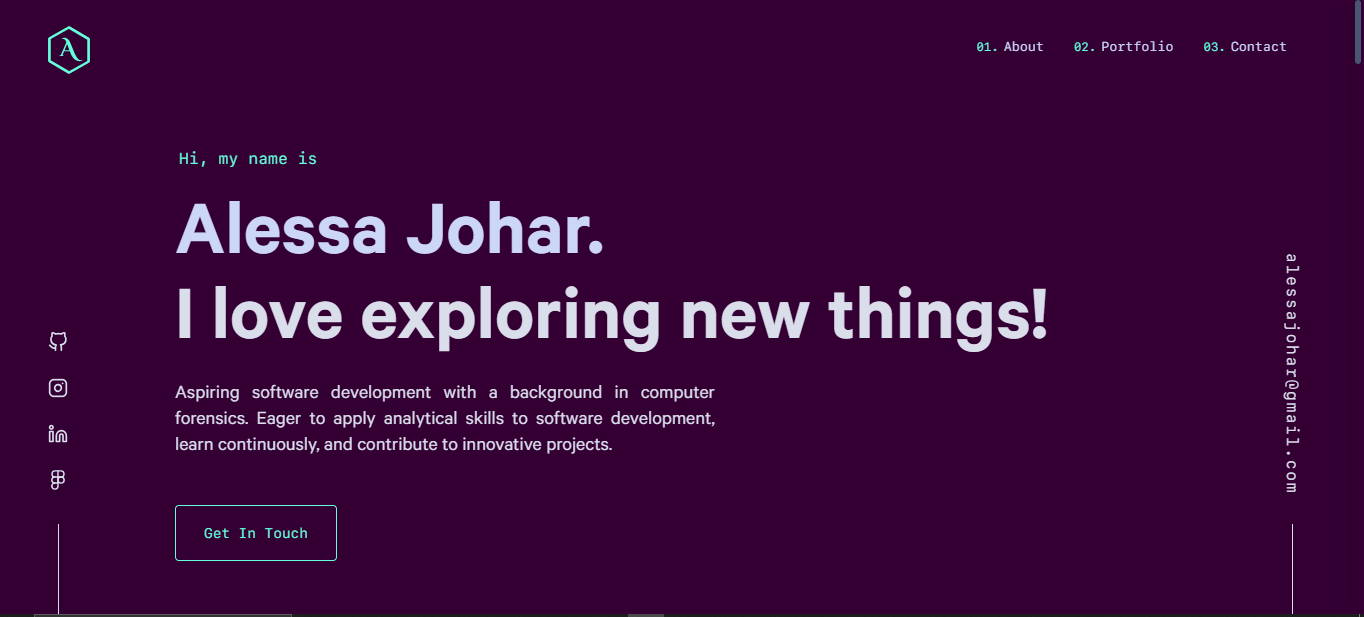 A
01. About 02. Portfolio 03. Contact
Hi, my name is
Alessa Johar.
I love exploring new things!
Aspiring software development with a background in computer
forensics. Eager to apply analytical skills to software development,
learn continuously, and contribute to innovative projects.
Get In Touch
in
alessajohar@gmail.com